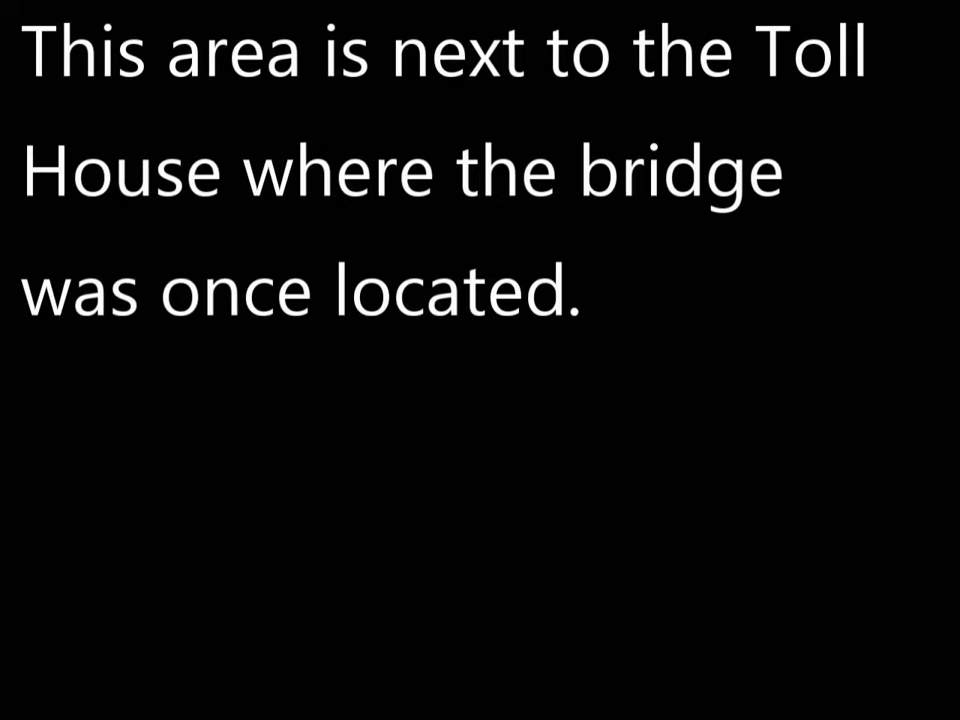 This area is next to the Toll
House where the bridge
was once located.